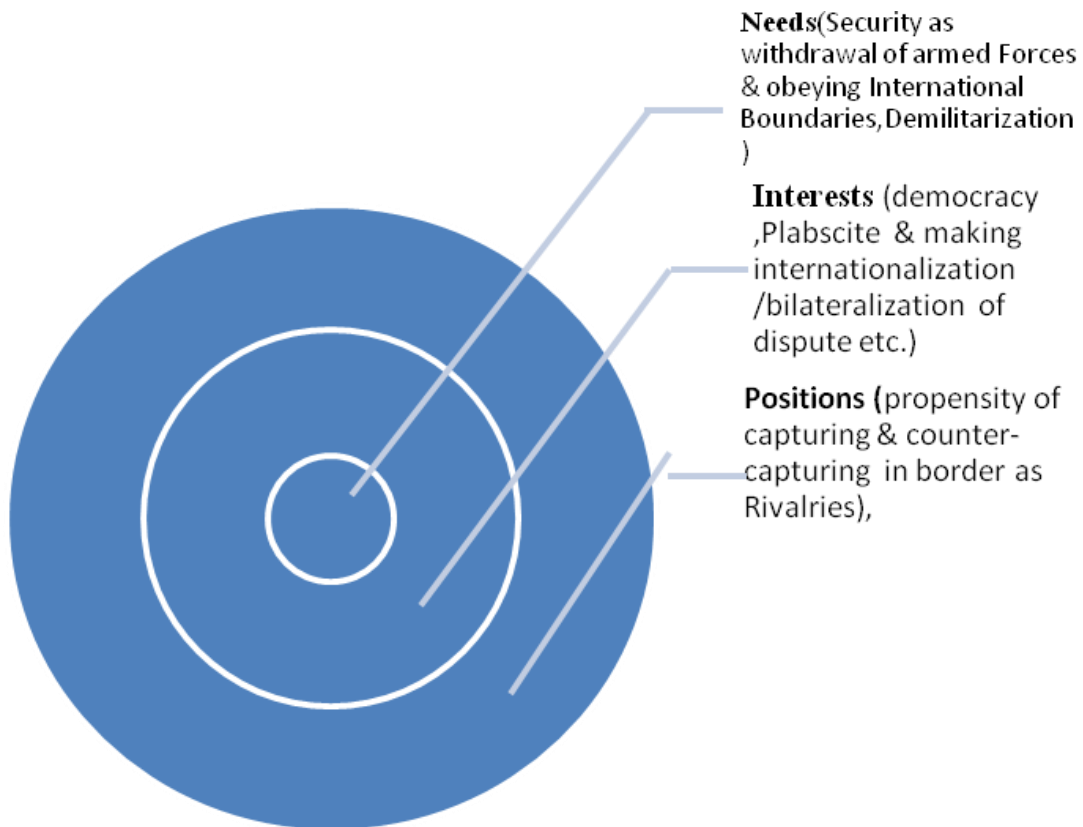 Needs(Security as
withdrawal of armed Forces
& obeying International
Boundaries,Demilitarization
)
Interests (democracy
,Plabscite & making
internationalization
/bilateralization of
dispute etc.)
Positions (propensity of
capturing & counter-
capturing in border as
Rivalries),